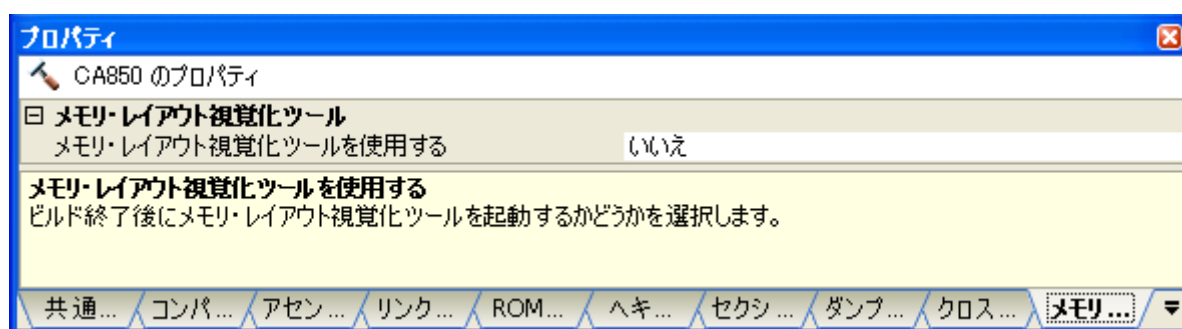 プロパティ
CA850 のプロパティ
メモリ・レイアウト視覚化ツール
メモリ・レイアウト視覚化ツールを使用する いいえ
メモリ・レイアウト視覚化ツールを使用する
ビルド終了後にメモリ・レイアウト視覚化ツールを起動するかどうかを選択します。
共通... コンパ... アセン... リンク... ROM... ヘキ... セクシ... ダンプ... クロス... メモリ...